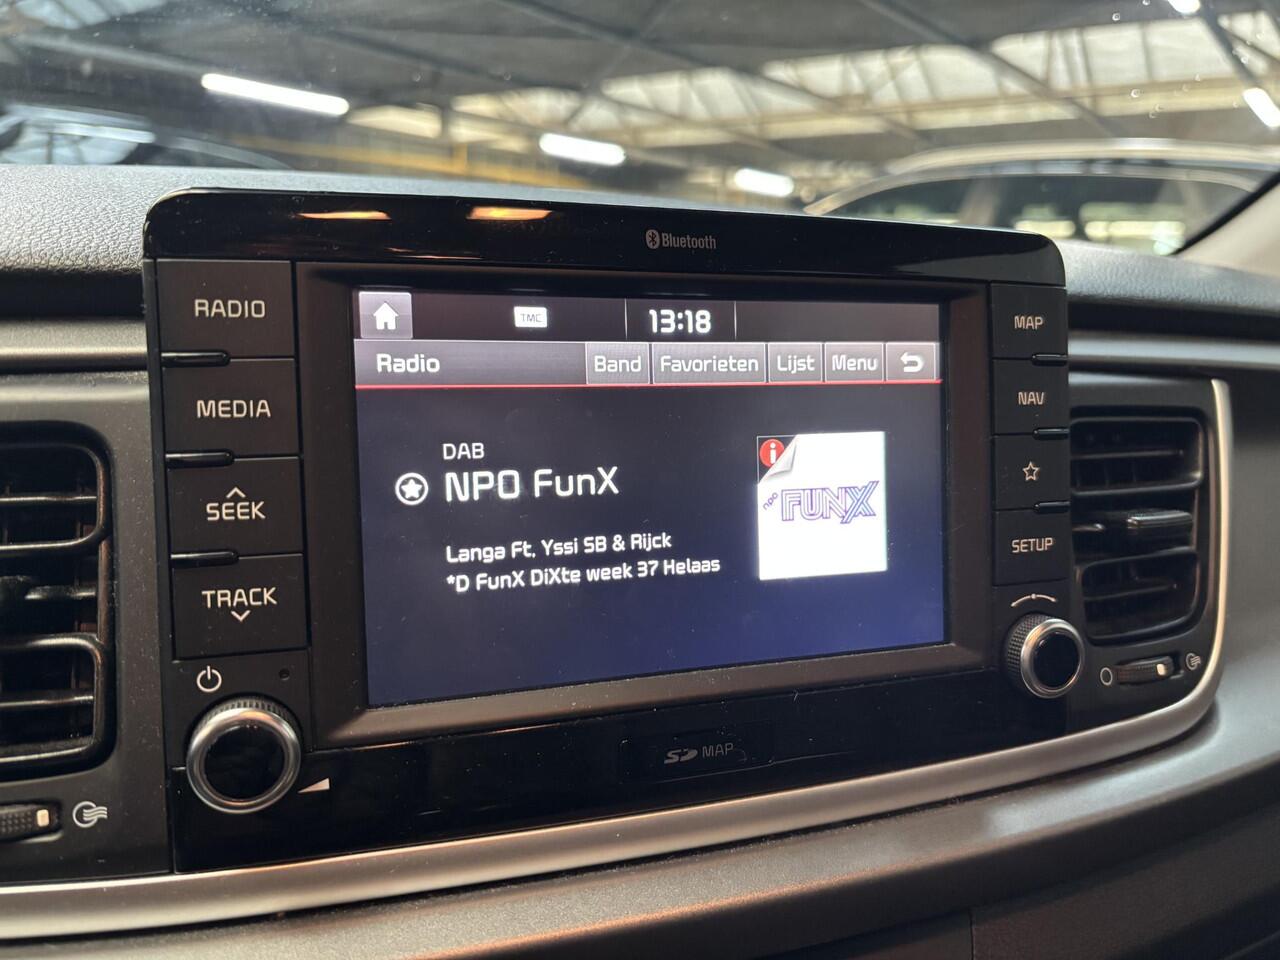 Bluetooth
RADIO
MEDIA
SEEK
TRACK
TMC
13:18
Radio
Band
Favorieten
Lijst
Menu
DAB
NPO FunX
Langa Ft. Yssi SB & Rijck
*D FunX DiXte week 37 Helaas
i
npo FUNX
MAP
NAV
SETUP
SD MAP